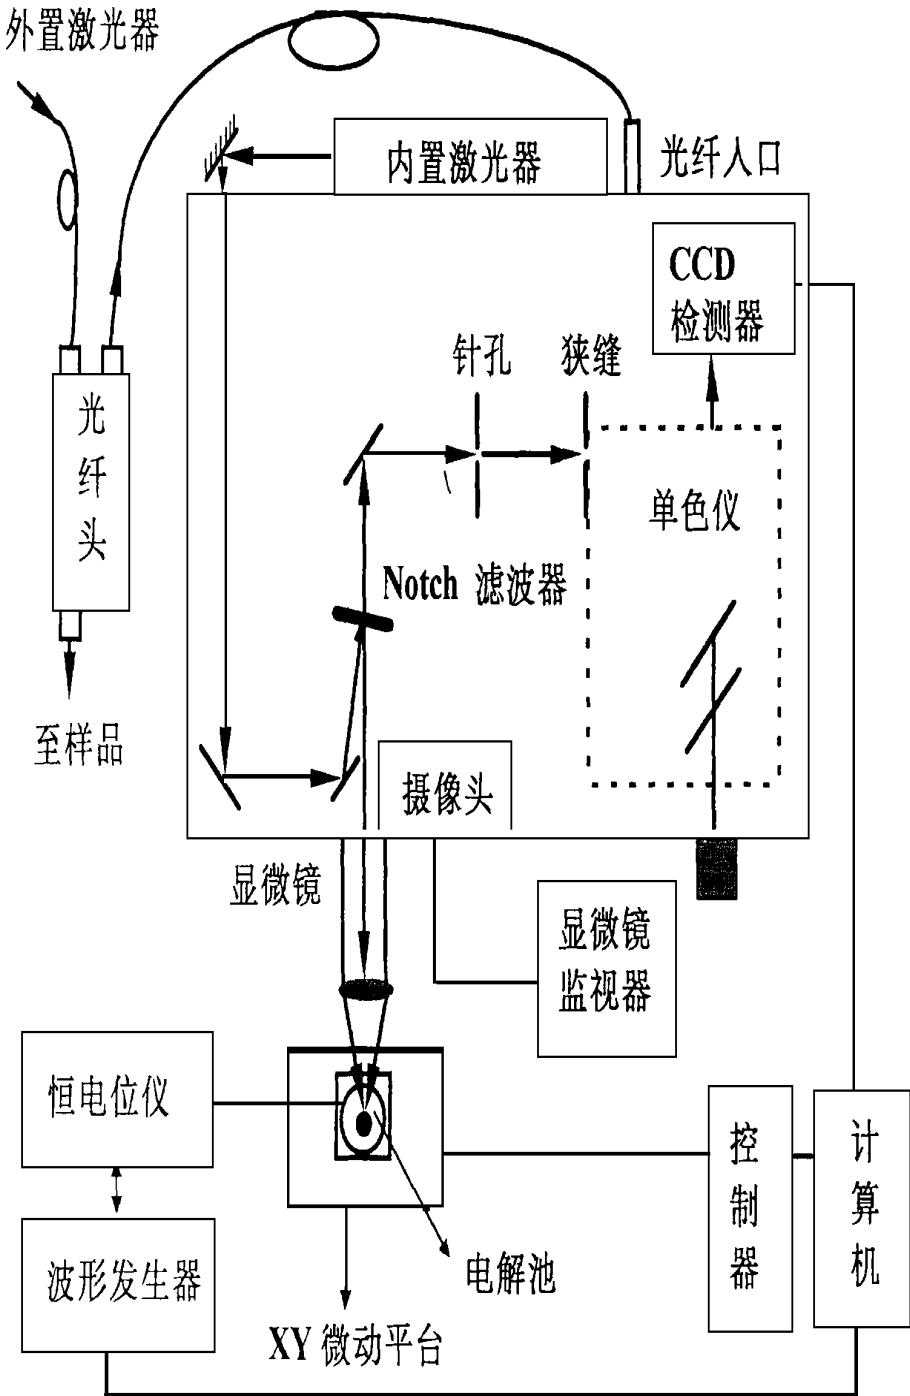 外置激光器
内置激光器
光纤入口
CCD
检测器
针孔
狭缝
光
纤
头
单色仪
Notch 滤波器
至样品
摄像头
显微镜
显微镜
监视器
恒电位仪
控
制
器
计
算
机
波形发生器
电解池
XY 微动平台